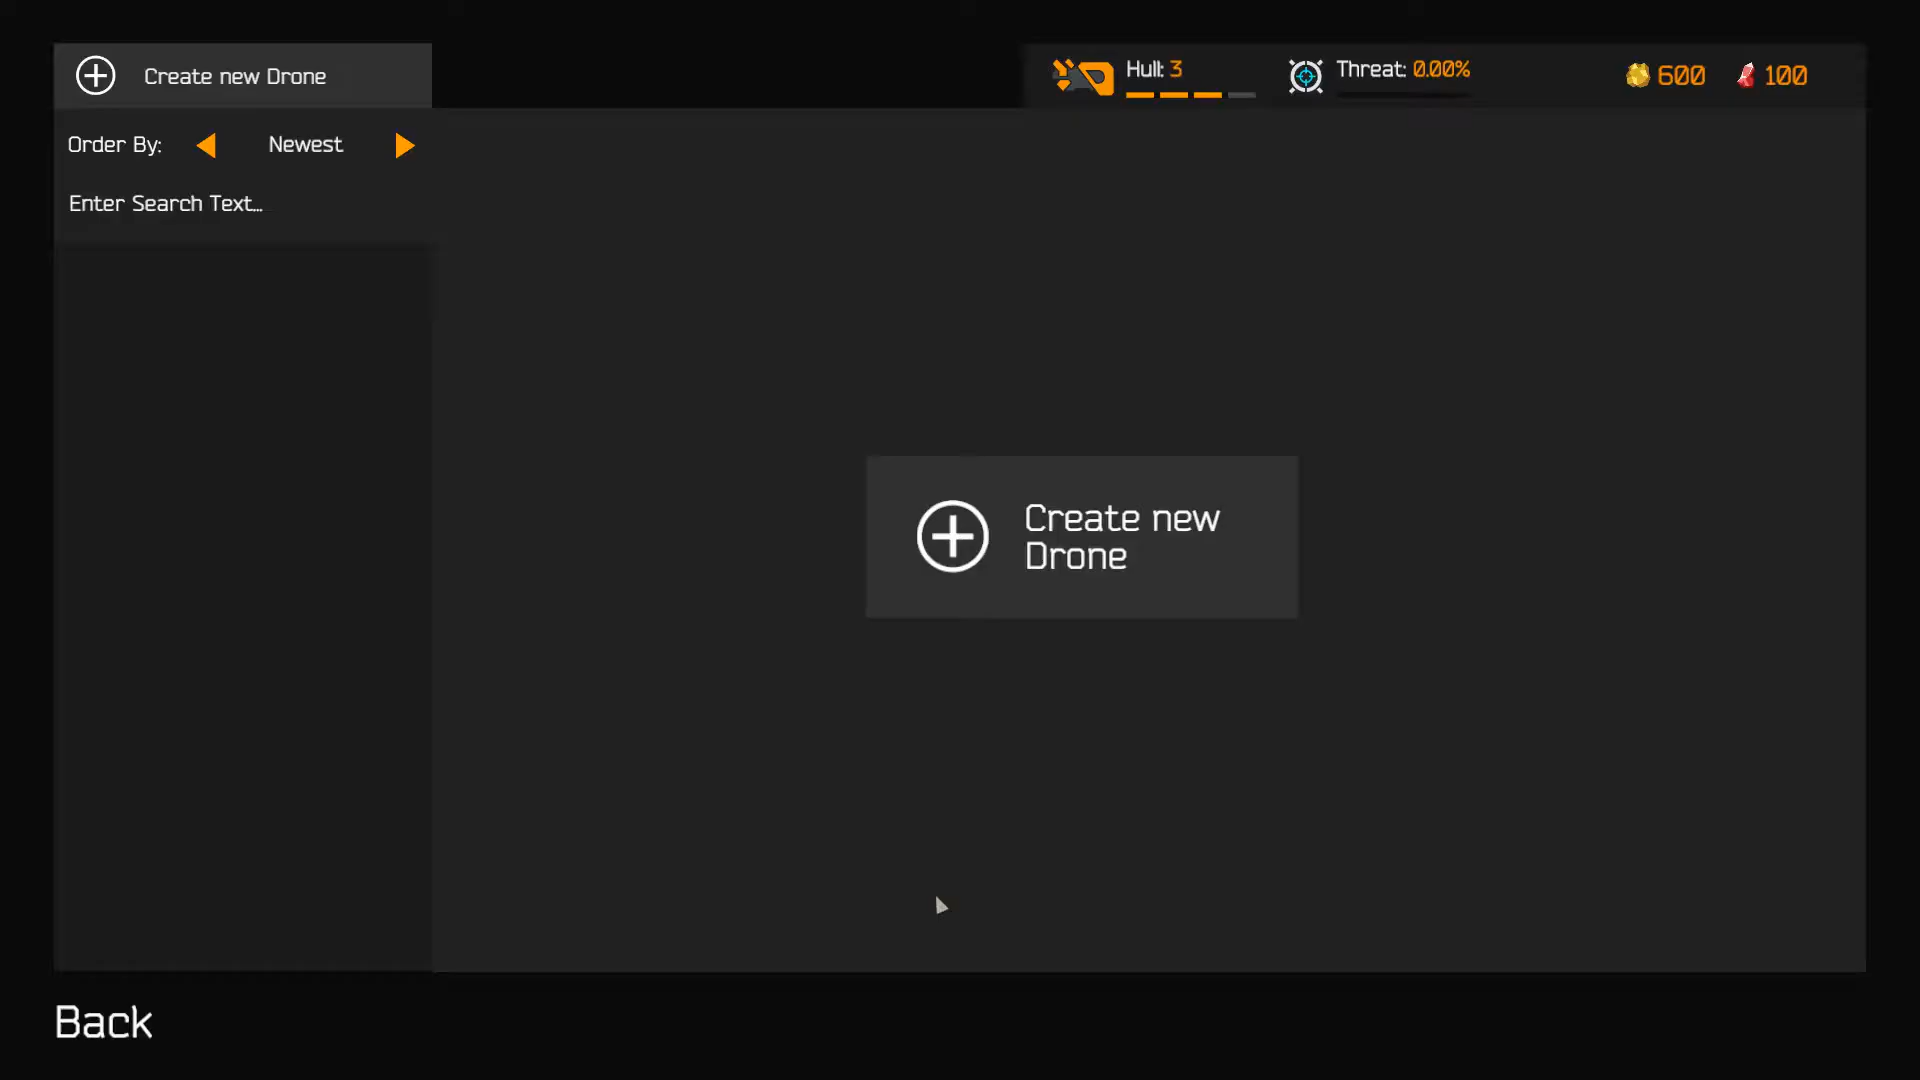 Create new Drone
Hull: 3
Threat: 0.00%
600
100
Order By:
Newest
Enter Search Text...
Create new
Drone
Back